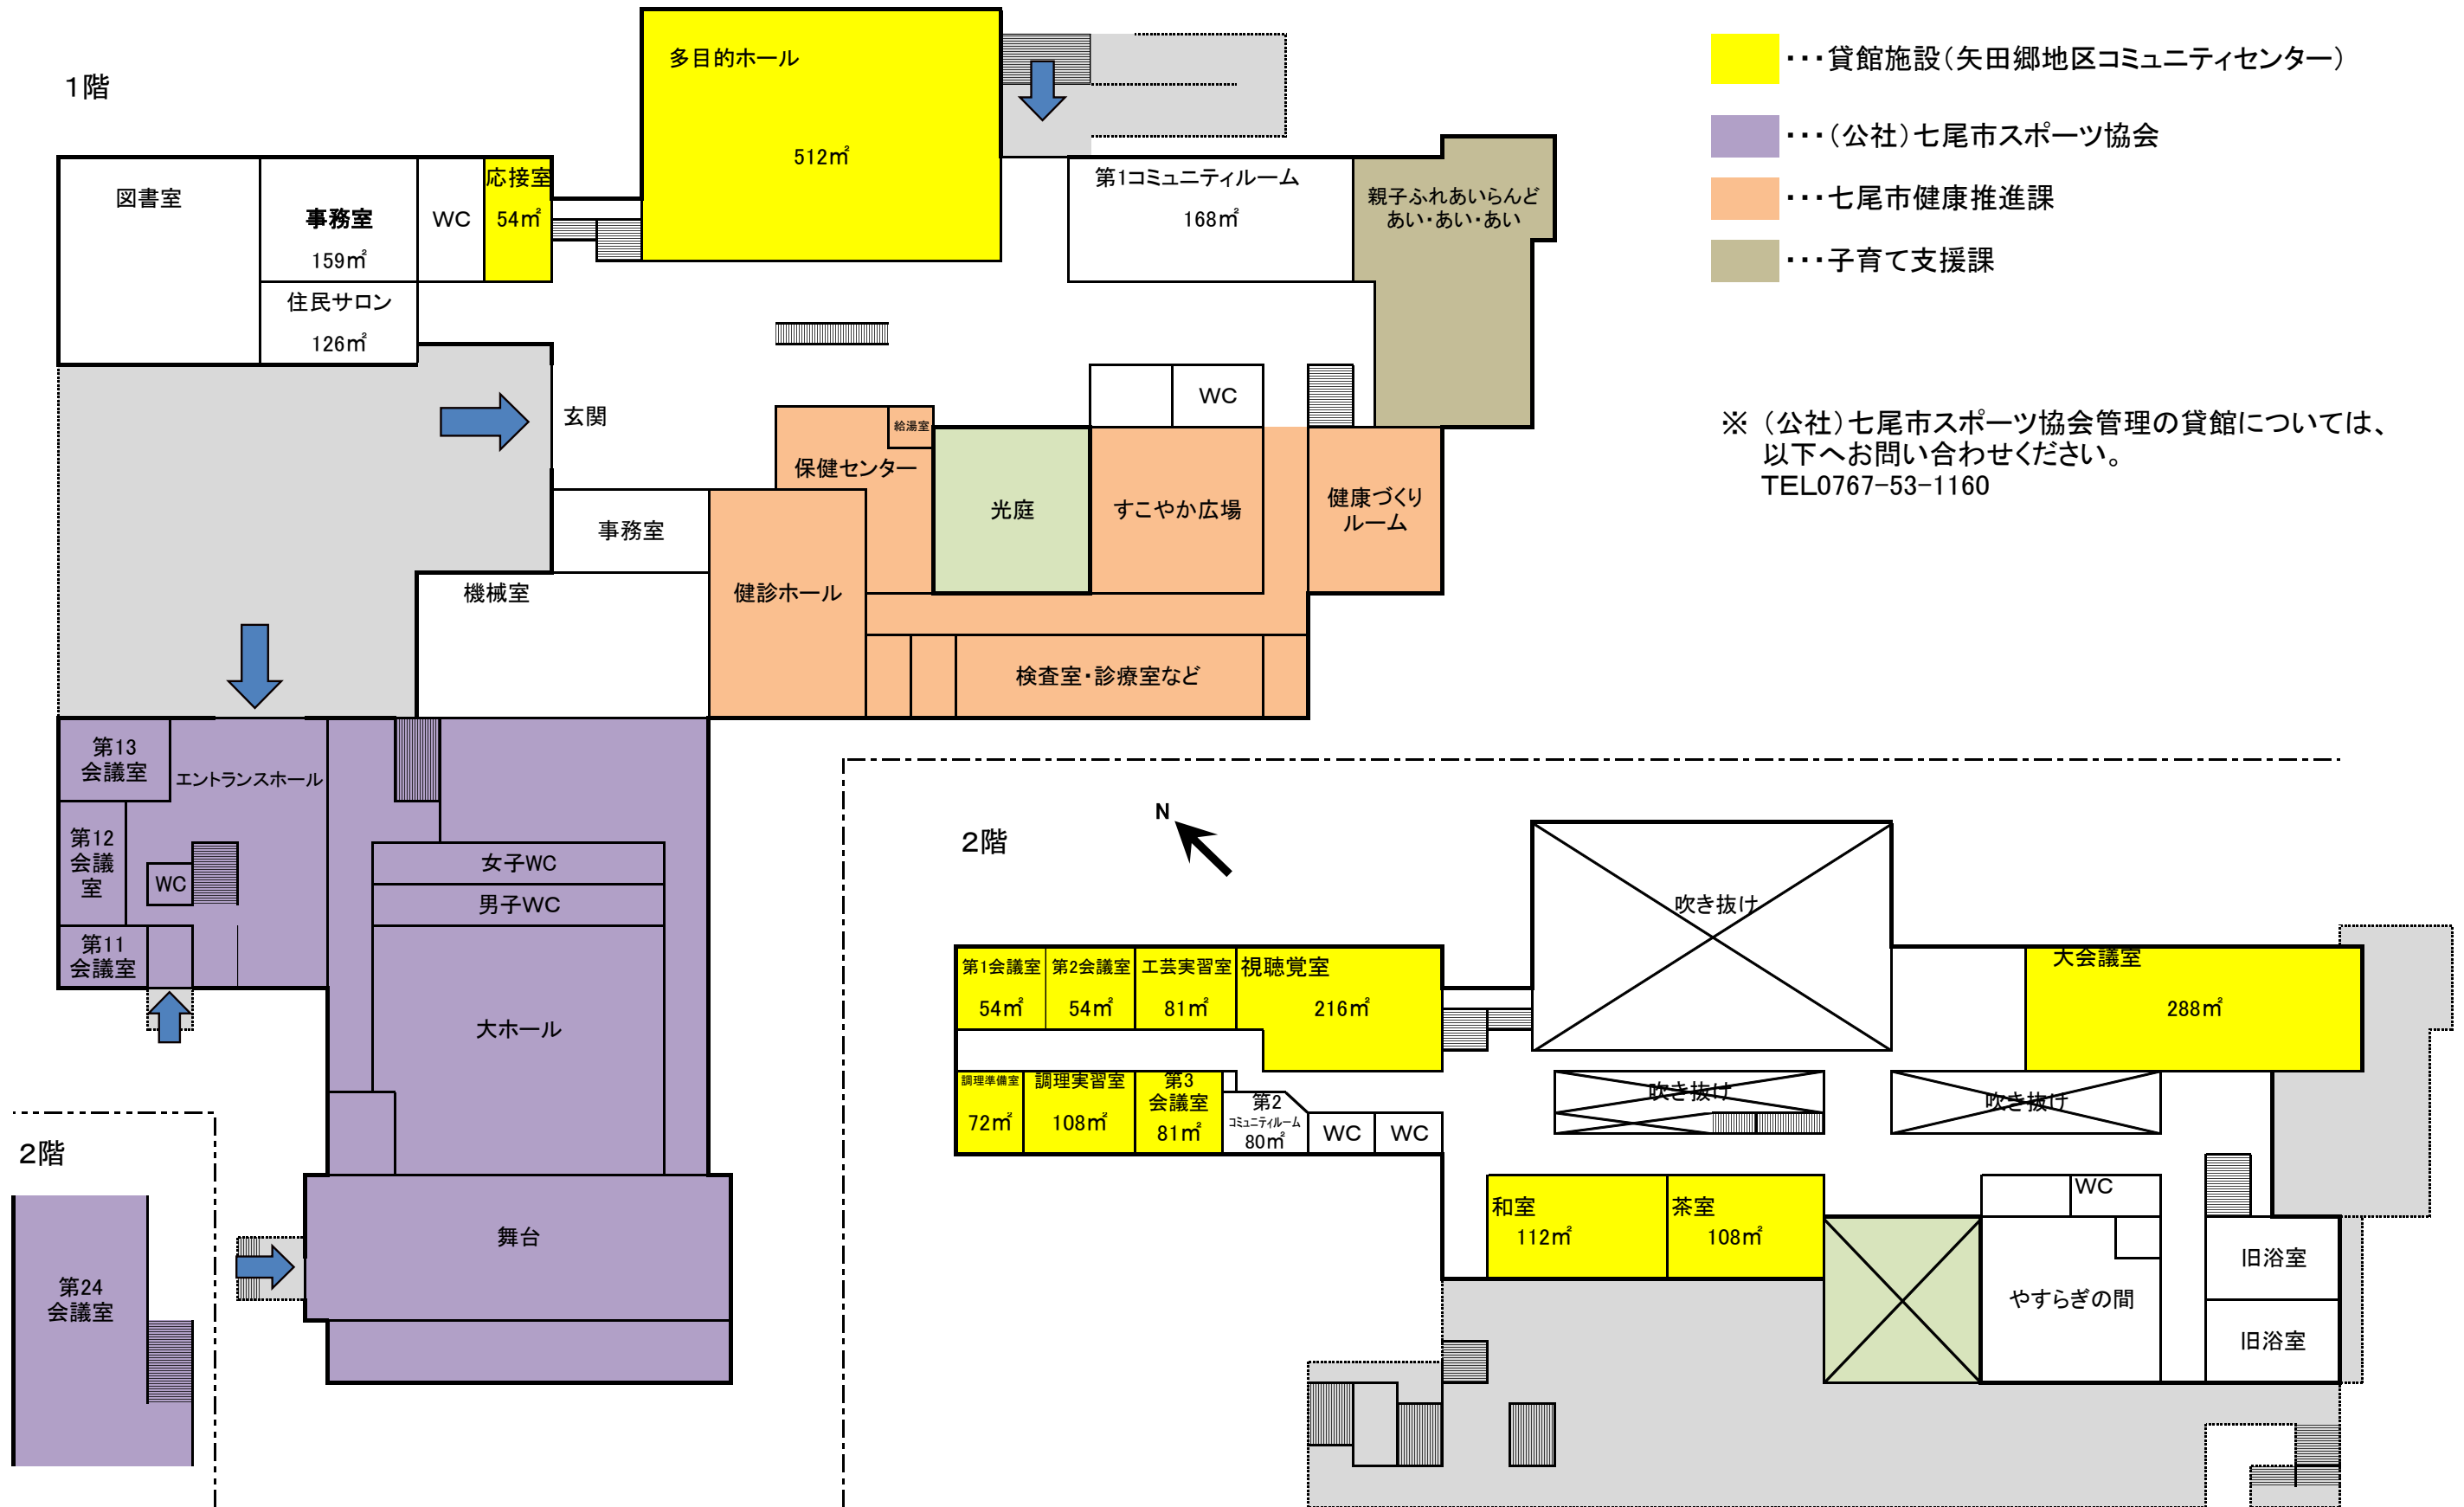 1階
多目的ホール
512㎡
図書室
事務室
159㎡
WC
応接室
54㎡
住民サロン
126㎡
第1コミュニティルーム
168㎡
親子ふれあいらんど
あい・あい・あい
WC
玄関
給湯室
保健センター
光庭
すこやか広場
健康づくり
ルーム
事務室
機械室
健診ホール
検査室・診療室など
第13
会議室
エントランスホール
第12
会議
室
WC
第11
会議室
女子WC
男子WC
大ホール
舞台
2階
第24
会議室
・・・貸館施設(矢田郷地区コミュニティセンター)
・・・(公社)七尾市スポーツ協会
・・・七尾市健康推進課
・・・子育て支援課
※ (公社)七尾市スポーツ協会管理の貸館については、
以下へお問い合わせください。
TEL0767-53-1160
2階
N
吹き抜け
第1会議室
54㎡
第2会議室
54㎡
工芸実習室
81㎡
視聴覚室
216㎡
大会議室
288㎡
調理準備室
72㎡
調理実習室
108㎡
第3
会議室
81㎡
第2
コミュニティルーム
80㎡
WC
WC
吹き抜け
吹き抜け
和室
112㎡
茶室
108㎡
WC
やすらぎの間
旧浴室
旧浴室